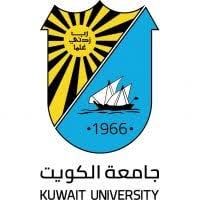 رب
زدني
علما
·1966·
جامعة الكويت
KUWAIT UNIVERSITY